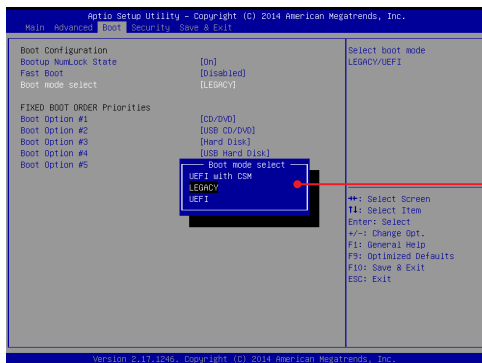 Aptio Setup Utility – Copyright (C) 2014 American Megatrends, Inc.
Main Advanced Boot Security Save & Exit
Boot Configuration
Bootup NumLock State [On]
Fast Boot [Disabled]
Boot mode select [LEGACY]
FIXED BOOT ORDER Priorities
Boot Option #1 [CD/DVD]
Boot Option #2 [USB CD/DVD]
Boot Option #3 [Hard Disk]
Boot Option #4 [USB Hard Disk]
Boot Option #5
Boot mode select
UEFI with CSM
LEGACY
UEFI
Select boot mode
LEGACY/UEFI
→←: Select Screen
↑↓: Select Item
Enter: Select
+/-: Change Opt.
F1: General Help
F9: Optimized Defaults
F10: Save & Exit
ESC: Exit
Version 2.17.1246. Copyright (C) 2014 American Megatrends, Inc.